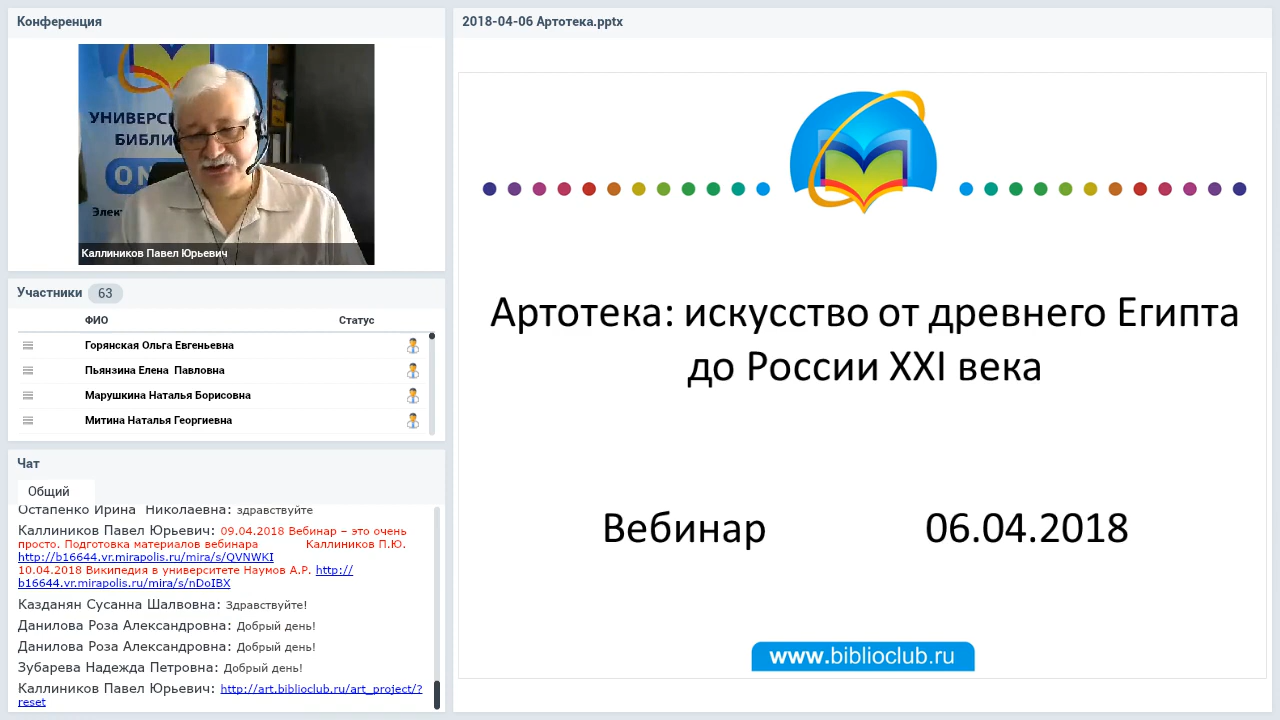 Конференция
УНИВЕРС
БИБЛИ
ON
Элект
Каллиников Павел Юрьевич
Участники 63
ФИО Статус
Горянская Ольга Евгеньевна
Пьянзина Елена Павловна
Марушкина Наталья Борисовна
Митина Наталья Георгиевна
Чат
Общий
Остапенко Ирина Николаевна: здравствуйте
Каллиников Павел Юрьевич: 09.04.2018 Вебинар – это очень
просто. Подготовка материалов вебинара Каллиников П.Ю.
http://b16644.vr.mirapolis.ru/mira/s/QVNWKI
10.04.2018 Википедия в университете Наумов А.Р. http://
b16644.vr.mirapolis.ru/mira/s/nDoIBX
Казданян Сусанна Шалвовна: Здравствуйте!
Данилова Роза Александровна: Добрый день!
Данилова Роза Александровна: Добрый день!
Зубарева Надежда Петровна: Добрый день!
Каллиников Павел Юрьевич: http://art.biblioclub.ru/art_project/?
reset
2018-04-06 Артотека.pptx
Артотека: искусство от древнего Египта
до России XXI века
Вебинар 06.04.2018
www.biblioclub.ru